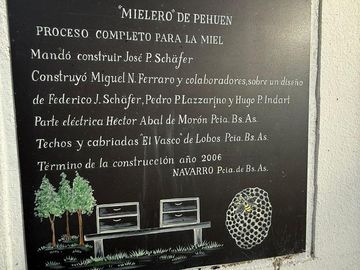 "MIELERO" DE PEHUEN
PROCESO COMPLETO PARA LA MIEL
Mandó construir José P. Schäfer
Construyó Miguel N. Ferraro y colaboradores, sobre un diseño
de Federico J. Schäfer, Pedro P. Lazzarino y Hugo P. Indart
Parte eléctrica Héctor Abal de Morón Pcia. Bs. As.
Techos y cabriadas "El Vasco" de Lobos Pcia. Bs. As.
Término de la construcción año 2006
NAVARRO Pcia. de Bs. As.